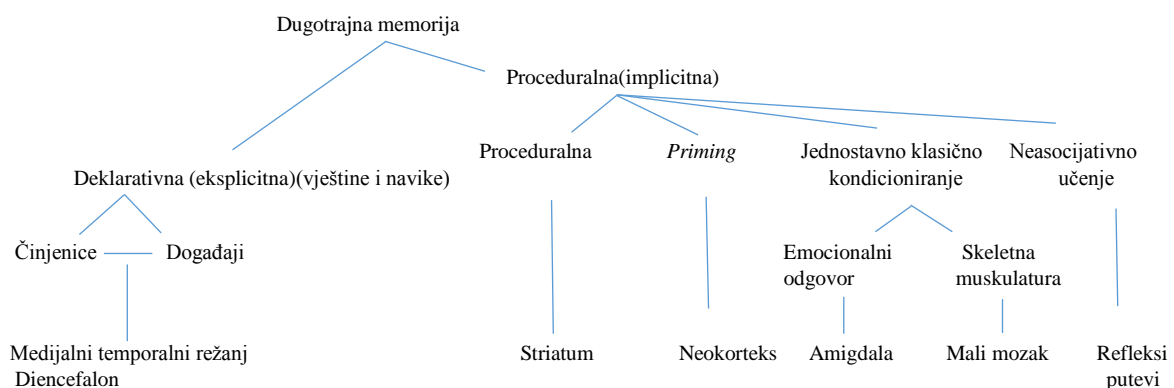 Dugotrajna memorija
Proceduralna(implicitna)
Proceduralna
Priming
Jednostavno klasično
kondicioniranje
Neasocijativno
učenje
Deklarativna (eksplicitna)(vještine i navike)
Činjenice
Događaji
Emocionalni
odgovor
Skeletna
muskulatura
Medijalni temporalni režanj
Diencefalon
Striatum
Neokorteks
Amigdala
Mali mozak
Refleksi
putevi